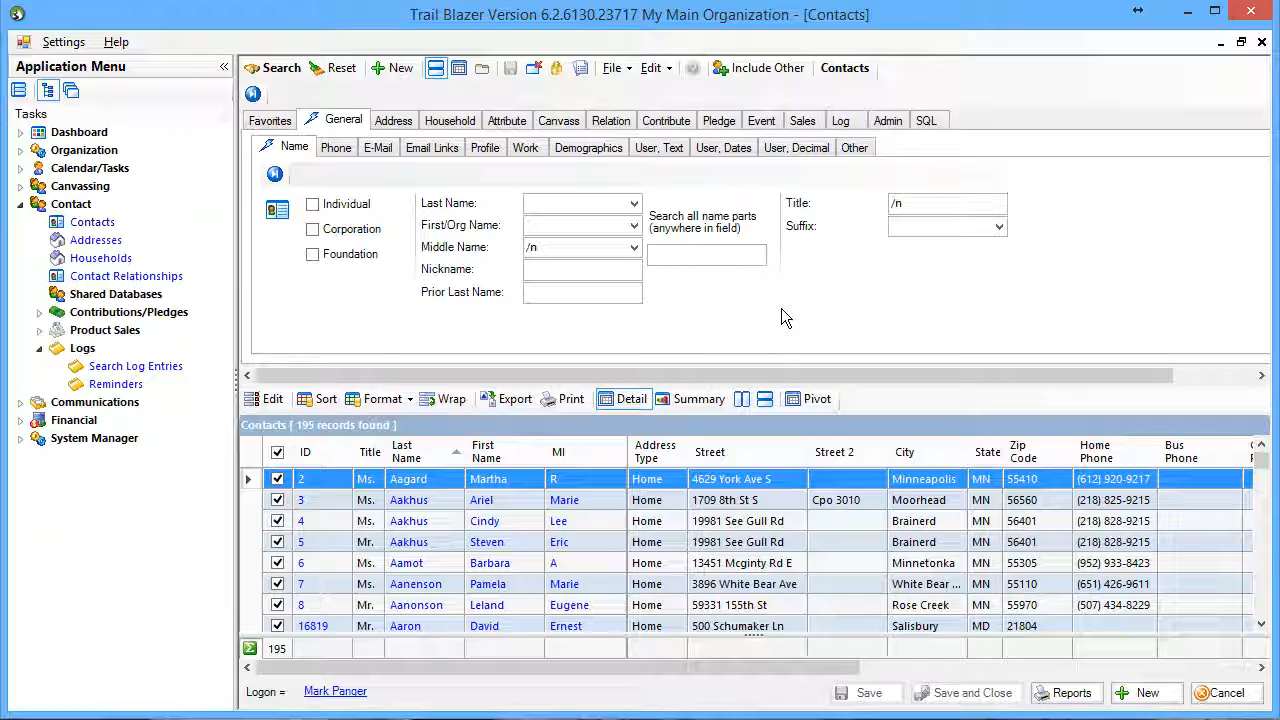 Trail Blazer Version 6.2.6130.23717 My Main Organization - [Contacts]
Settings Help
Application Menu
Search Reset New File Edit Include Other Contacts
Tasks
Dashboard
Organization
Calendar/Tasks
Canvassing
Contact
Contacts
Addresses
Households
Contact Relationships
Shared Databases
Contributions/Pledges
Product Sales
Logs
Search Log Entries
Reminders
Communications
Financial
System Manager
Favorites General Address Household Attribute Canvass Relation Contribute Pledge Event Sales Log Admin SQL
Name Phone E-Mail Email Links Profile Work Demographics User, Text User, Dates User, Decimal Other
Individual
Corporation
Foundation
Last Name:
First/Org Name:
Middle Name: /n
Nickname:
Prior Last Name:
Search all name parts
(anywhere in field)
Title: /n
Suffix:
Edit Sort Format Wrap Export Print Detail Summary Pivot
Contacts [ 195 records found ]
ID Title Last Name First Name MI Address Type Street Street 2 City State Zip Code Home Phone Bus Phone
2 Ms. Aagard Martha R Home 4629 York Ave S Minneapolis MN 55410 (612) 920-9217
3 Ms. Aakhus Ariel Marie Home 1709 8th St S Cpo 3010 Moorhead MN 56560 (218) 825-9215
4 Ms. Aakhus Cindy Lee Home 19981 See Gull Rd Brainerd MN 56401 (218) 828-9215
5 Mr. Aakhus Steven Eric Home 19981 See Gull Rd Brainerd MN 56401 (218) 828-9215
6 Ms. Aamot Barbara A Home 13451 Mcginty Rd E Minnetonka MN 55305 (952) 933-8423
7 Ms. Aanenson Pamela Marie Home 3896 White Bear Ave White Bear ... MN 55110 (651) 426-9611
8 Mr. Aanonson Leland Eugene Home 59331 155th St Rose Creek MN 55970 (507) 434-8229
16819 Mr. Aaron David Ernest Home 500 Schumaker Ln Salisbury MD 21804
195
Logon = Mark Panger
Save Save and Close Reports New Cancel